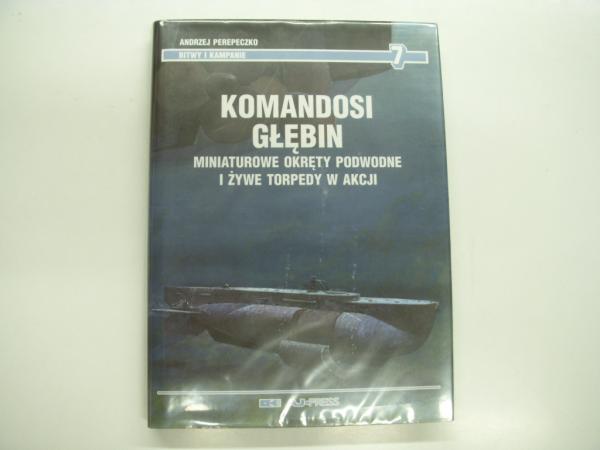 ANDRZEJ PEREPECZKO
BITWY I KAMPANIE
7
KOMANDOSI
GŁĘBIN
MINIATUROWE OKRĘTY PODWODNE
I ŻYWE TORPEDY W AKCJI
AJ-PRESS